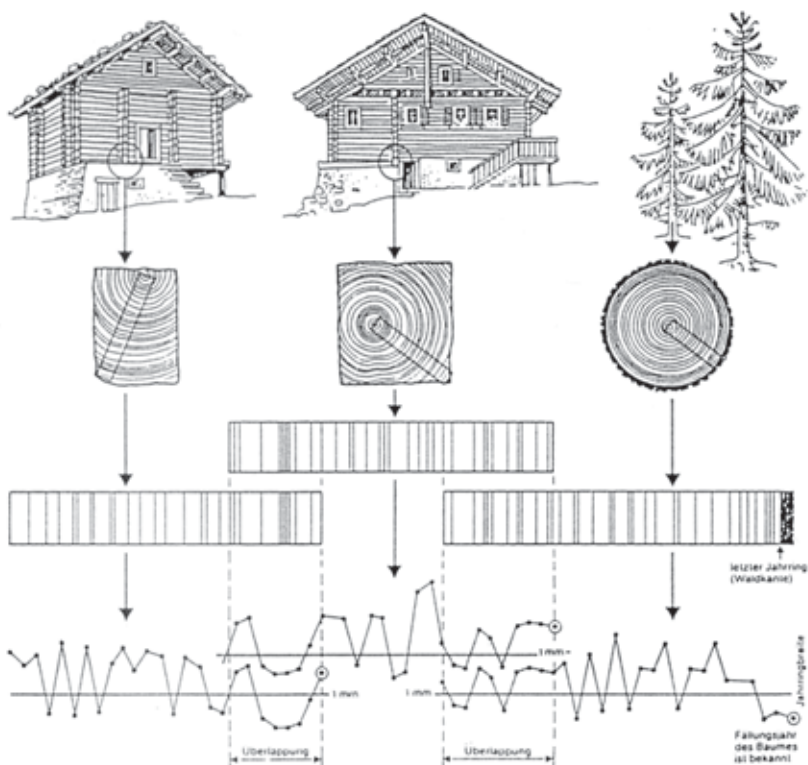 letzter Jahrring
(Waldkante)
1 mm
1 mm
1 mm
Jahrringbreite
Überlappung
Überlappung
Fällungsjahr
des Baumes
ist bekannt